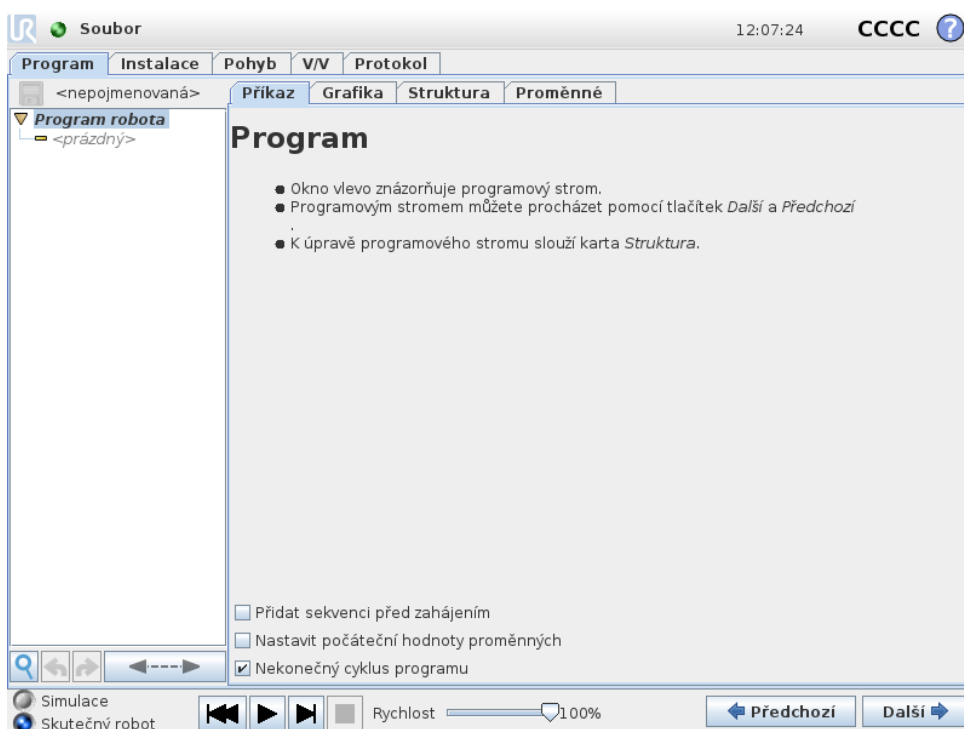 UR Soubor 12:07:24 CCCC ?
Program Instalace Pohyb V/V Protokol
<nepojmenovaná> Příkaz Grafika Struktura Proměnné
Program robota
<prázdný>
Program
Okno vlevo znázorňuje programový strom.
Programovým stromem můžete procházet pomocí tlačítek Další a Předchozí
.
K úpravě programového stromu slouží karta Struktura.
Přidat sekvenci před zahájením
Nastavit počáteční hodnoty proměnných
Nekonečný cyklus programu
Simulace
Skutečný robot
Rychlost 100% Předchozí Další